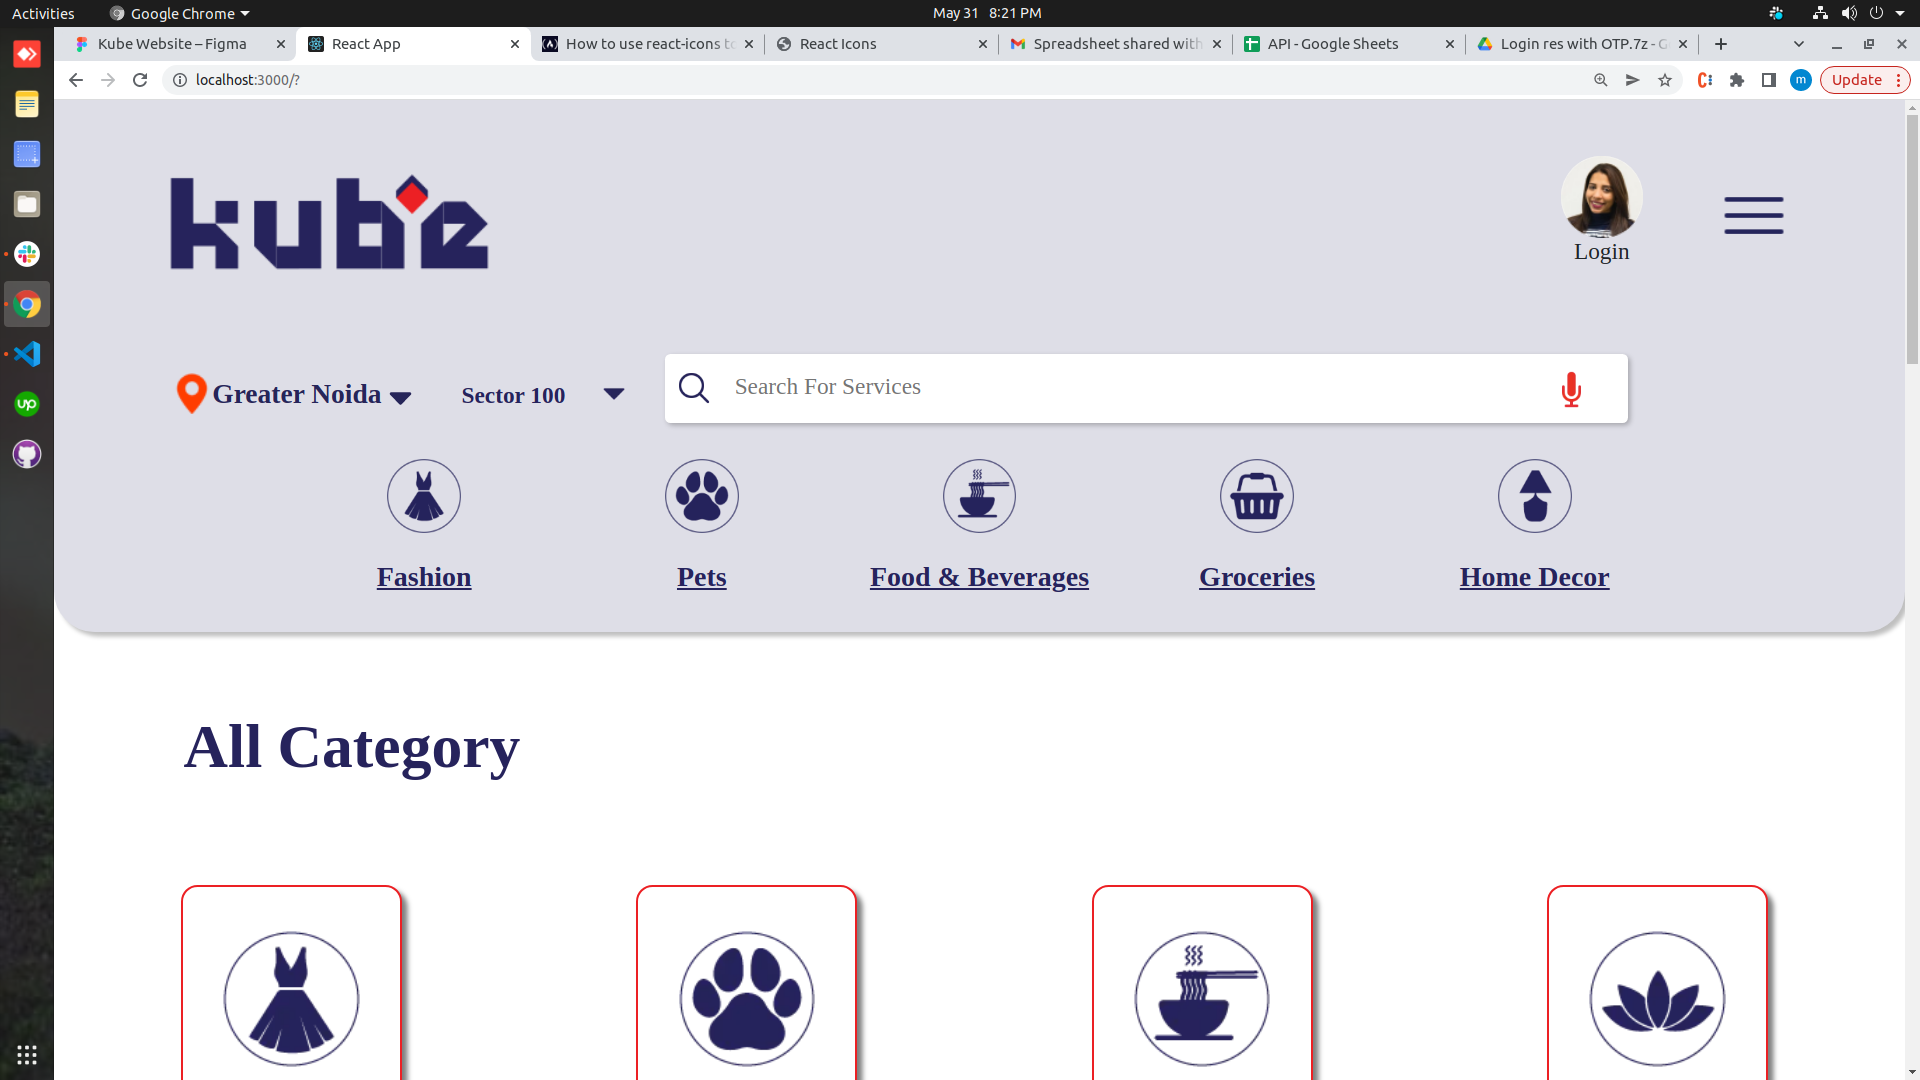 Activities
Google Chrome
May 31 8:21 PM
Kube Website – Figma
React App
How to use react-icons to
React Icons
Spreadsheet shared with
API - Google Sheets
Login res with OTP.7z - G
localhost:3000/?
m
Update
up
kube
Login
Greater Noida
Sector 100
Search For Services
Fashion
Pets
Food & Beverages
Groceries
Home Decor
All Category